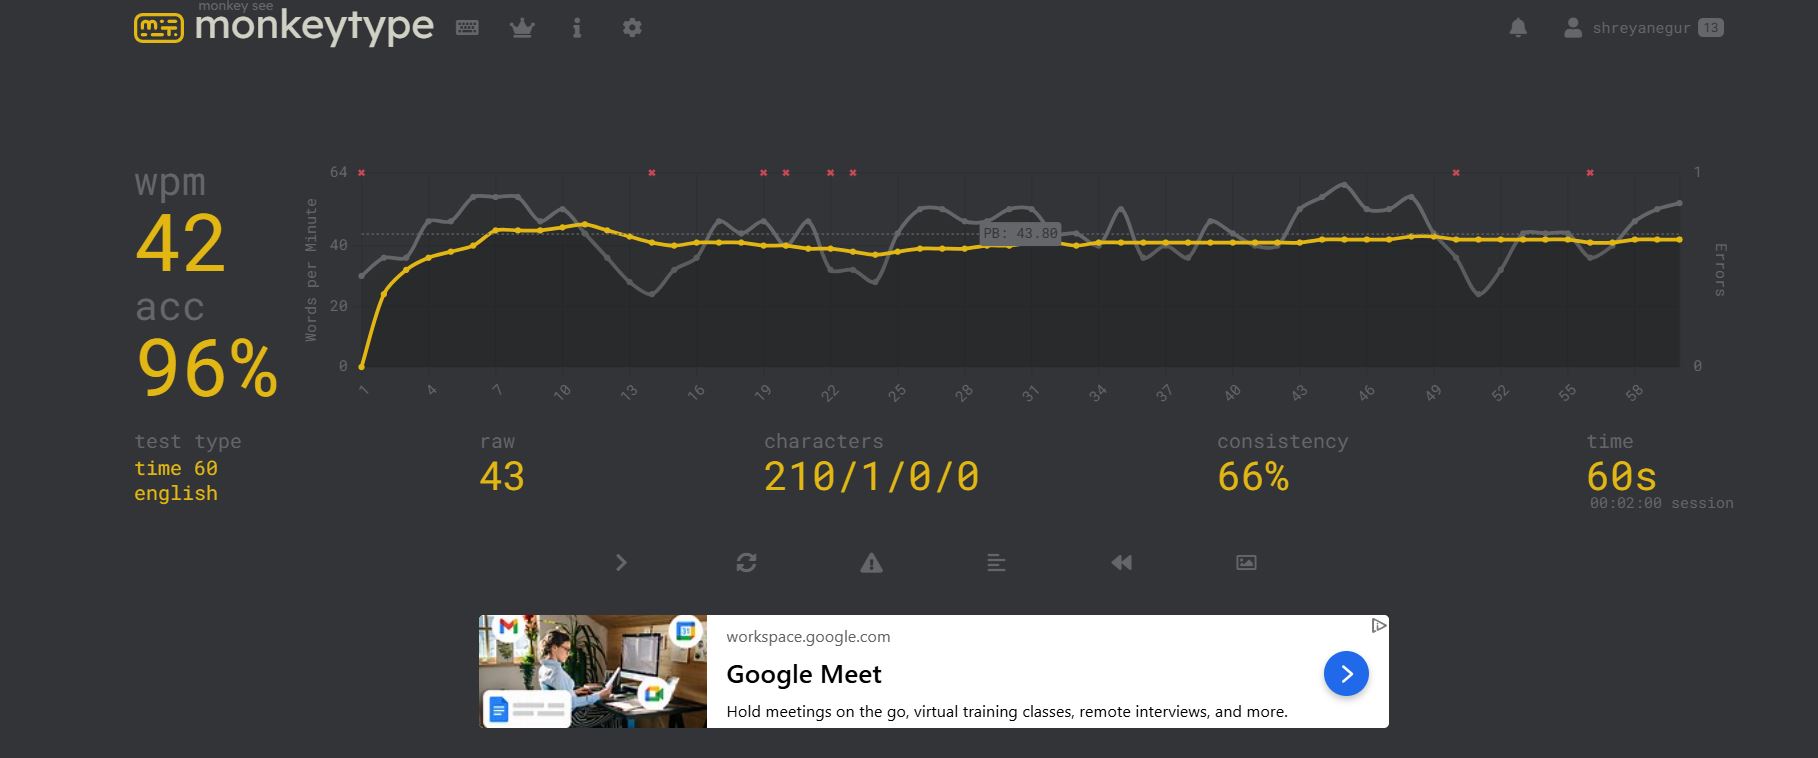 monkey see
monkeytype
shreyanegur 13
wpm
42
acc
96%
64
40
20
0
Words per Minute
PB: 43.80
1
0
Errors
1 4 7 10 13 16 19 22 25 28 31 34 37 40 43 46 49 52 55 58
test type
time 60
english
raw
43
characters
210/1/0/0
consistency
66%
time
60s
00:02:00 session
workspace.google.com
Google Meet
Hold meetings on the go, virtual training classes, remote interviews, and more.